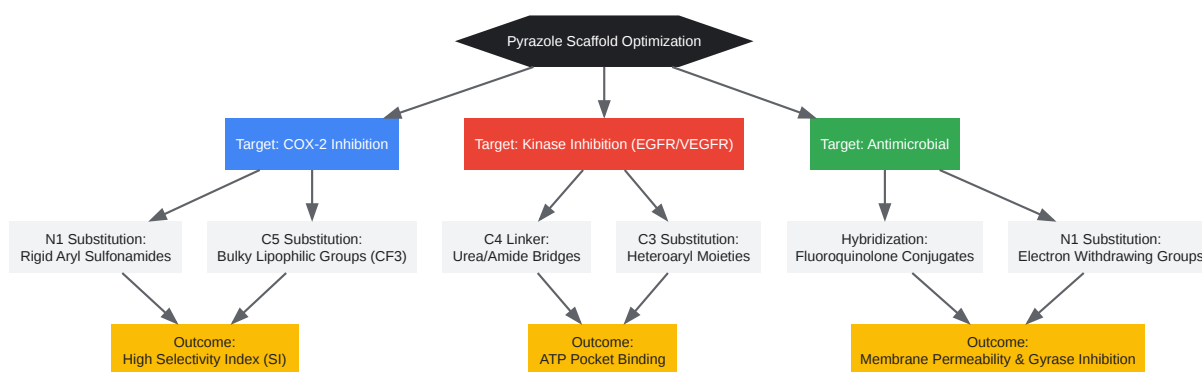 Pyrazole Scaffold Optimization
Target: COX-2 Inhibition
Target: Kinase Inhibition (EGFR/VEGFR)
Target: Antimicrobial
N1 Substitution:
Rigid Aryl Sulfonamides
C5 Substitution:
Bulky Lipophilic Groups (CF3)
C4 Linker:
Urea/Amide Bridges
C3 Substitution:
Heteroaryl Moieties
Hybridization:
Fluoroquinolone Conjugates
N1 Substitution:
Electron Withdrawing Groups
Outcome:
High Selectivity Index (SI)
Outcome:
ATP Pocket Binding
Outcome:
Membrane Permeability & Gyrase Inhibition